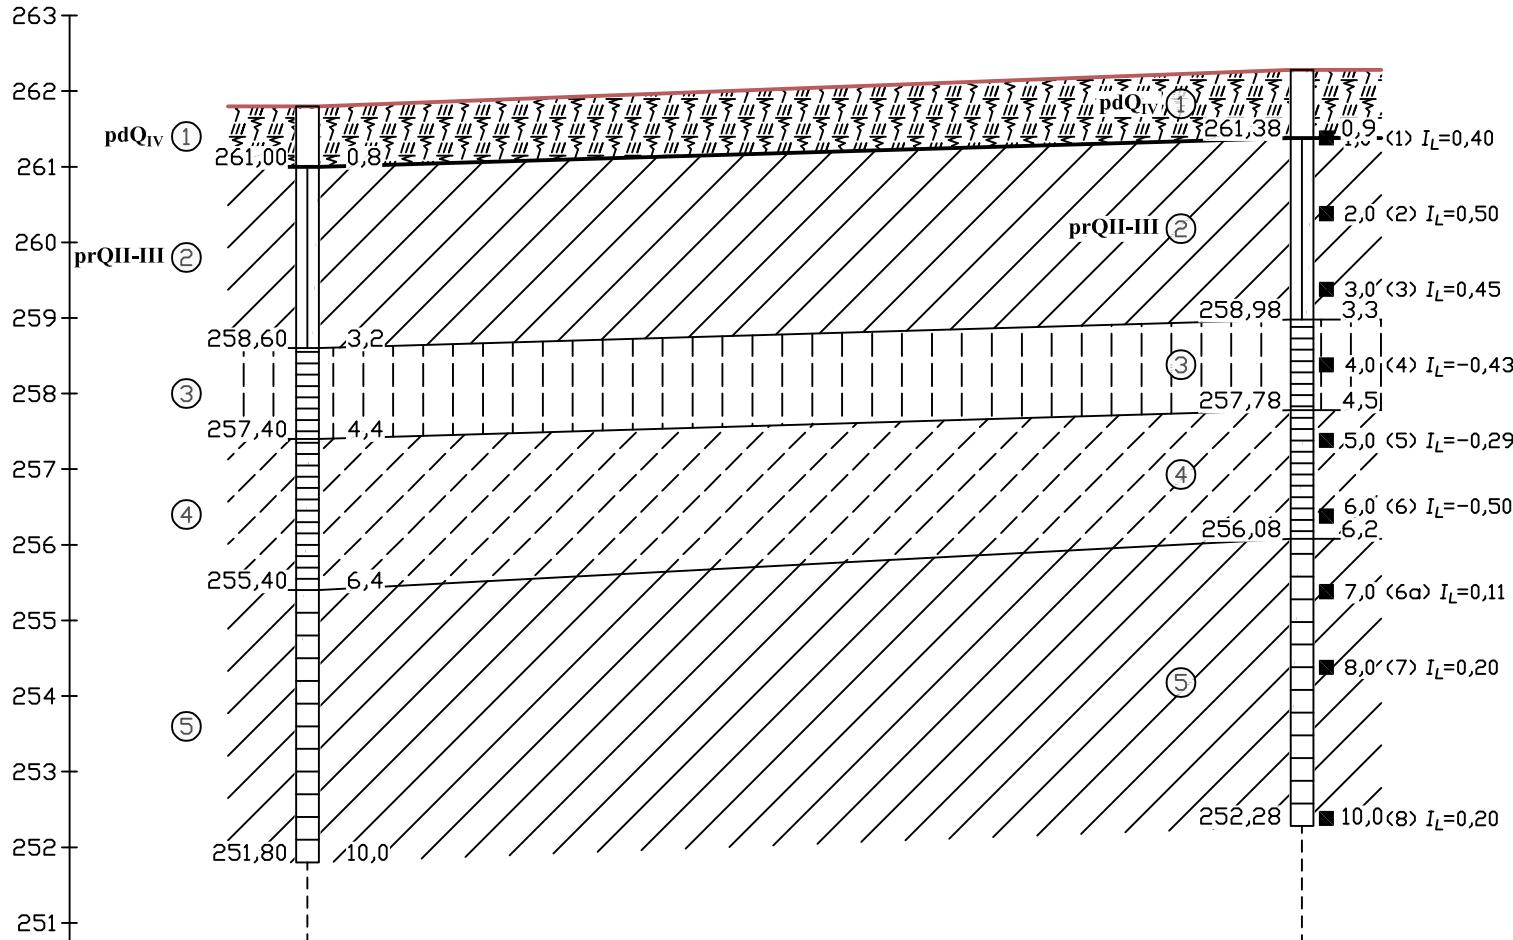 263
262
pdQIV 1
pdQIV 1
261,38 0,9
1,0 (1) IL=0,40
261,00 0,8
261
2,0 (2) IL=0,50
prQII-III 2
260
prQII-III 2
3,0 (3) IL=0,45
258,98 3,3
259
258,60 3,2
3
4,0 (4) IL=-0,43
258
3
257,78 4,5
257,40 4,4
5,0 (5) IL=-0,29
257
4
6,0 (6) IL=-0,50
4
256,08 6,2
256
255,40 6,4
7,0 (6a) IL=0,11
255
8,0 (7) IL=0,20
5
254
5
253
252,28 10,0 (8) IL=0,20
252
251,80 10,0
251